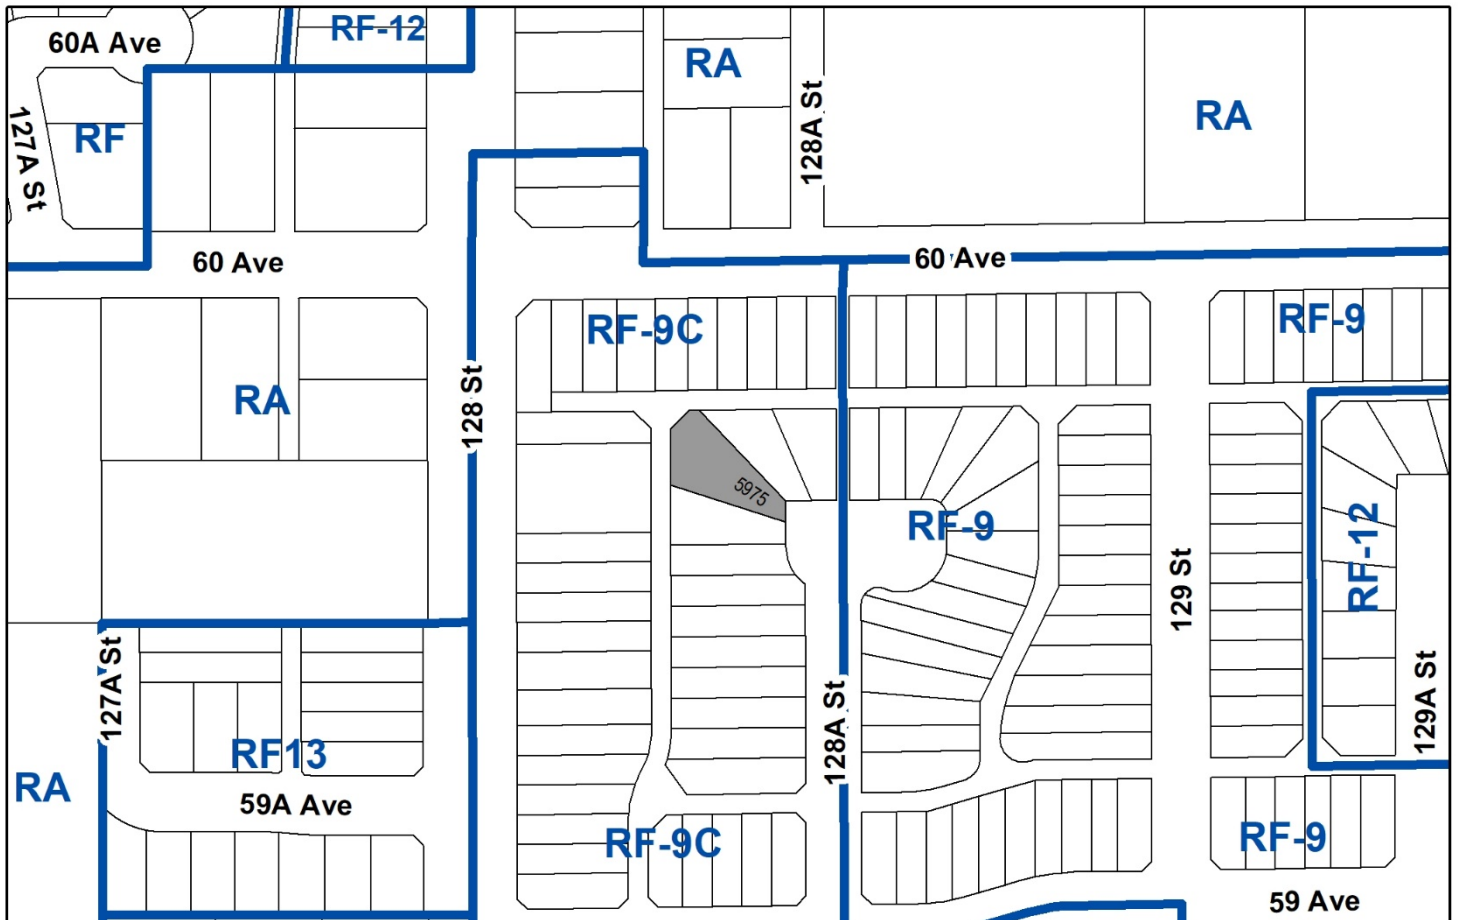 RF-12
60A Ave
RA
128A St
RA
127A St
RF
60 Ave
60 Ave
RF-9C
RF-9
RA
128 St
5975
RF-9
RF-12
129 St
127A St
128A St
129A St
RF13
RA
59A Ave
RF-9C
RF-9
59 Ave